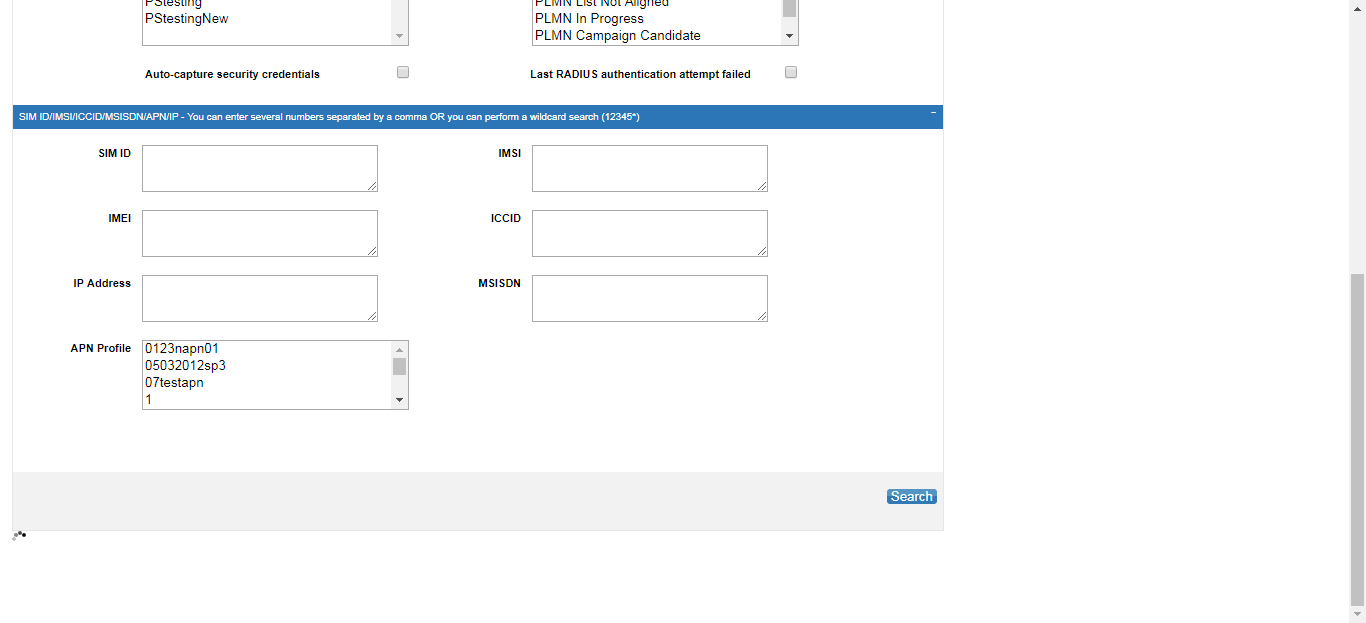 PStesting
PStestingNew
PLMN List Not Aligned
PLMN In Progress
PLMN Campaign Candidate
Auto-capture security credentials
Last RADIUS authentication attempt failed
SIM ID/IMSI/ICCID/MSISDN/APN/IP - You can enter several numbers separated by a comma OR you can perform a wildcard search (12345*)
SIM ID
IMSI
IMEI
ICCID
IP Address
MSISDN
APN Profile
0123napn01
05032012sp3
07testapn
1
Search